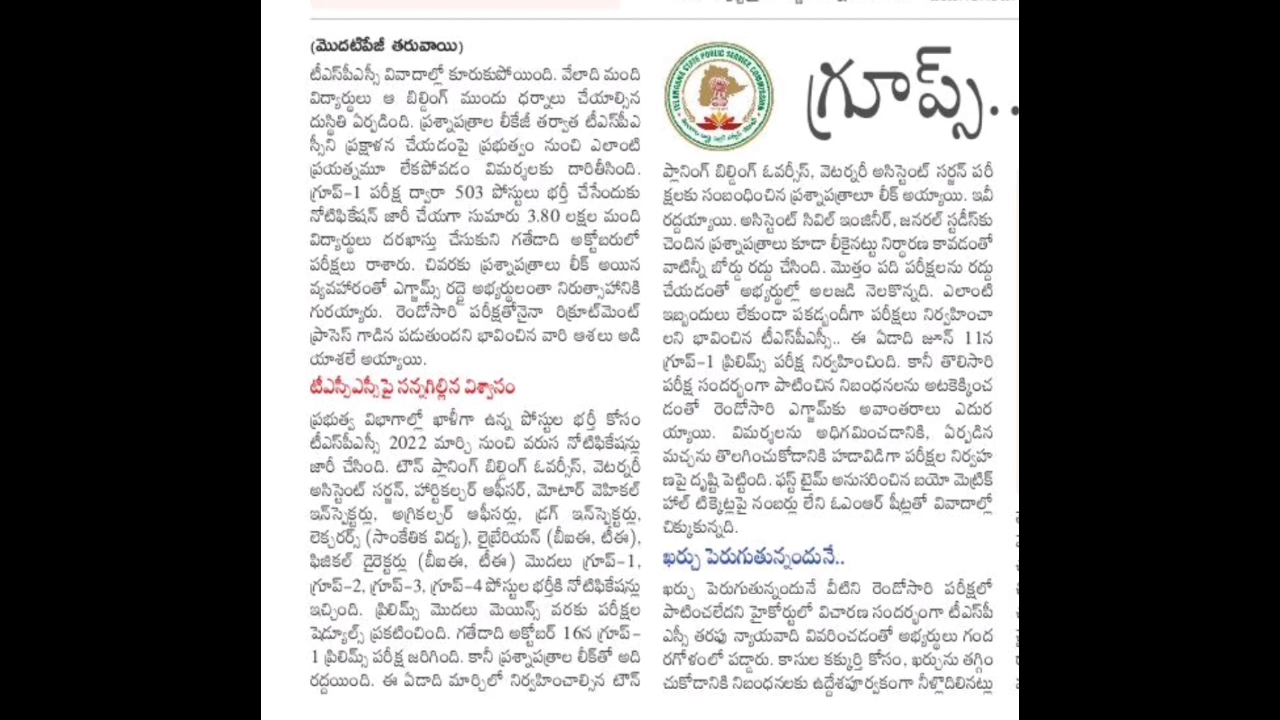 (మొదటిపేజీ తరువాయి)
టీఎస్‌పీఎస్సీ వివాదాల్లో కూరుకుపోయింది. వేలాది మంది
విద్యార్థులు ఆ బిల్డింగ్ ముందు ధర్నాలు చేయాల్సిన
దుస్థితి ఏర్పడింది. ప్రశ్నాపత్రాల లీకేజీ తర్వాత టీఎస్‌పీఎ
స్సీని ప్రక్షాళన చేయడంపై ప్రభుత్వం నుంచి ఎలాంటి
ప్రయత్నమూ లేకపోవడం విమర్శలకు దారితీసింది.
గ్రూప్-1 పరీక్ష ద్వారా 503 పోస్టులు భర్తీ చేసేందుకు
నోటిఫికేషన్ జారీ చేయగా సుమారు 3.80 లక్షల మంది
విద్యార్థులు దరఖాస్తు చేసుకుని గతేడాది అక్టోబరులో
పరీక్షలు రాశారు. చివరకు ప్రశ్నాపత్రాలు లీక్ అయిన
వ్యవహారంతో ఎగ్జామ్స్ రద్దై అభ్యర్థులంతా నిరుత్సాహానికి
గురయ్యారు. రెండోసారి పరీక్షతోనైనా రిక్రూట్‌మెంట్
ప్రాసెస్ గాడిన పడుతుందని భావించిన వారి ఆశలు అడి
యాశలే అయ్యాయి.
టీఎస్పీఎస్సీపై సన్నగిల్లిన విశ్వాసం
ప్రభుత్వ విభాగాల్లో ఖాళీగా ఉన్న పోస్టుల భర్తీ కోసం
టీఎస్‌పీఎస్సీ 2022 మార్చి నుంచి వరుస నోటిఫికేషన్లు
జారీ చేసింది. టౌన్ ప్లానింగ్ బిల్డింగ్ ఓవర్సీస్, వెటర్నరీ
అసిస్టెంట్ సర్జన్, హార్టికల్చర్ ఆఫీసర్, మోటార్ వెహికల్
ఇన్‌స్పెక్టర్లు, అగ్రికల్చర్ ఆఫీసర్లు, డ్రగ్ ఇన్‌స్పెక్టర్లు,
లెక్చరర్స్ (సాంకేతిక విద్య), లైబ్రేరియన్ (బీఐఈ, టీఈ),
ఫిజికల్ డైరెక్టర్లు (బీఐఈ, టీఈ) మొదలు గ్రూప్-1,
గ్రూప్-2, గ్రూప్-3, గ్రూప్-4 పోస్టుల భర్తీకి నోటిఫికేషన్లు
ఇచ్చింది. ప్రిలిమ్స్ మొదలు మెయిన్స్ వరకు పరీక్షల
షెడ్యూల్స్ ప్రకటించింది. గతేడాది అక్టోబర్ 16న గ్రూప్-
1 ప్రిలిమ్స్ పరీక్ష జరిగింది. కానీ ప్రశ్నాపత్రాల లీక్‌తో అది
రద్దయింది. ఈ ఏడాది మార్చిలో నిర్వహించాల్సిన టౌన్
TELANGANA STATE PUBLIC SERVICE COMMISSION
గ్రూప్స్..
ప్లానింగ్ బిల్డింగ్ ఓవర్సీస్, వెటర్నరీ అసిస్టెంట్ సర్జన్ పరీ
క్షలకు సంబంధించిన ప్రశ్నాపత్రాలూ లీక్ అయ్యాయి. ఇవీ
రద్దయ్యాయి. అసిస్టెంట్ సివిల్ ఇంజినీర్, జనరల్ స్టడీస్‌కు
చెందిన ప్రశ్నాపత్రాలు కూడా లీకైనట్టు నిర్ధారణ కావడంతో
వాటిన్నీ బోర్డు రద్దు చేసింది. మొత్తం పది పరీక్షలను రద్దు
చేయడంతో అభ్యర్థుల్లో అలజడి నెలకొన్నది. ఎలాంటి
ఇబ్బందులు లేకుండా పకడ్బందీగా పరీక్షలు నిర్వహించా
లని భావించిన టీఎస్‌పీఎస్సీ.. ఈ ఏడాది జూన్ 11న
గ్రూప్-1 ప్రిలిమ్స్ పరీక్ష నిర్వహించింది. కానీ తొలిసారి
పరీక్ష సందర్భంగా పాటించిన నిబంధనలను అటకెక్కించ
డంతో రెండోసారి ఎగ్జామ్‌కు అవాంతరాలు ఎదుర
య్యాయి. విమర్శలను అధిగమించడానికి, ఏర్పడిన
మచ్చను తొలగించుకోడానికి హడావిడిగా పరీక్షల నిర్వహ
ణపై దృష్టి పెట్టింది. ఫస్ట్ టైమ్ అనుసరించిన బయో మెట్రిక్
హాల్ టిక్కెట్లపై నంబర్లు లేని ఓఎంఆర్ షీట్లతో వివాదాల్లో
చిక్కుకున్నది.
ఖర్చు పెరుగుతున్నందునే..
ఖర్చు పెరుగుతున్నందునే వీటిని రెండోసారి పరీక్షలో
పాటించలేదని హైకోర్టులో విచారణ సందర్భంగా టీఎస్‌పీ
ఎస్సీ తరఫు న్యాయవాది వివరించడంతో అభ్యర్థులు గంద
రగోళంలో పడ్డారు. కాసుల కక్కుర్తి కోసం, ఖర్చును తగ్గిం
చుకోడానికి నిబంధనలకు ఉద్దేశపూర్వకంగా నీళ్లొదిలినట్లు